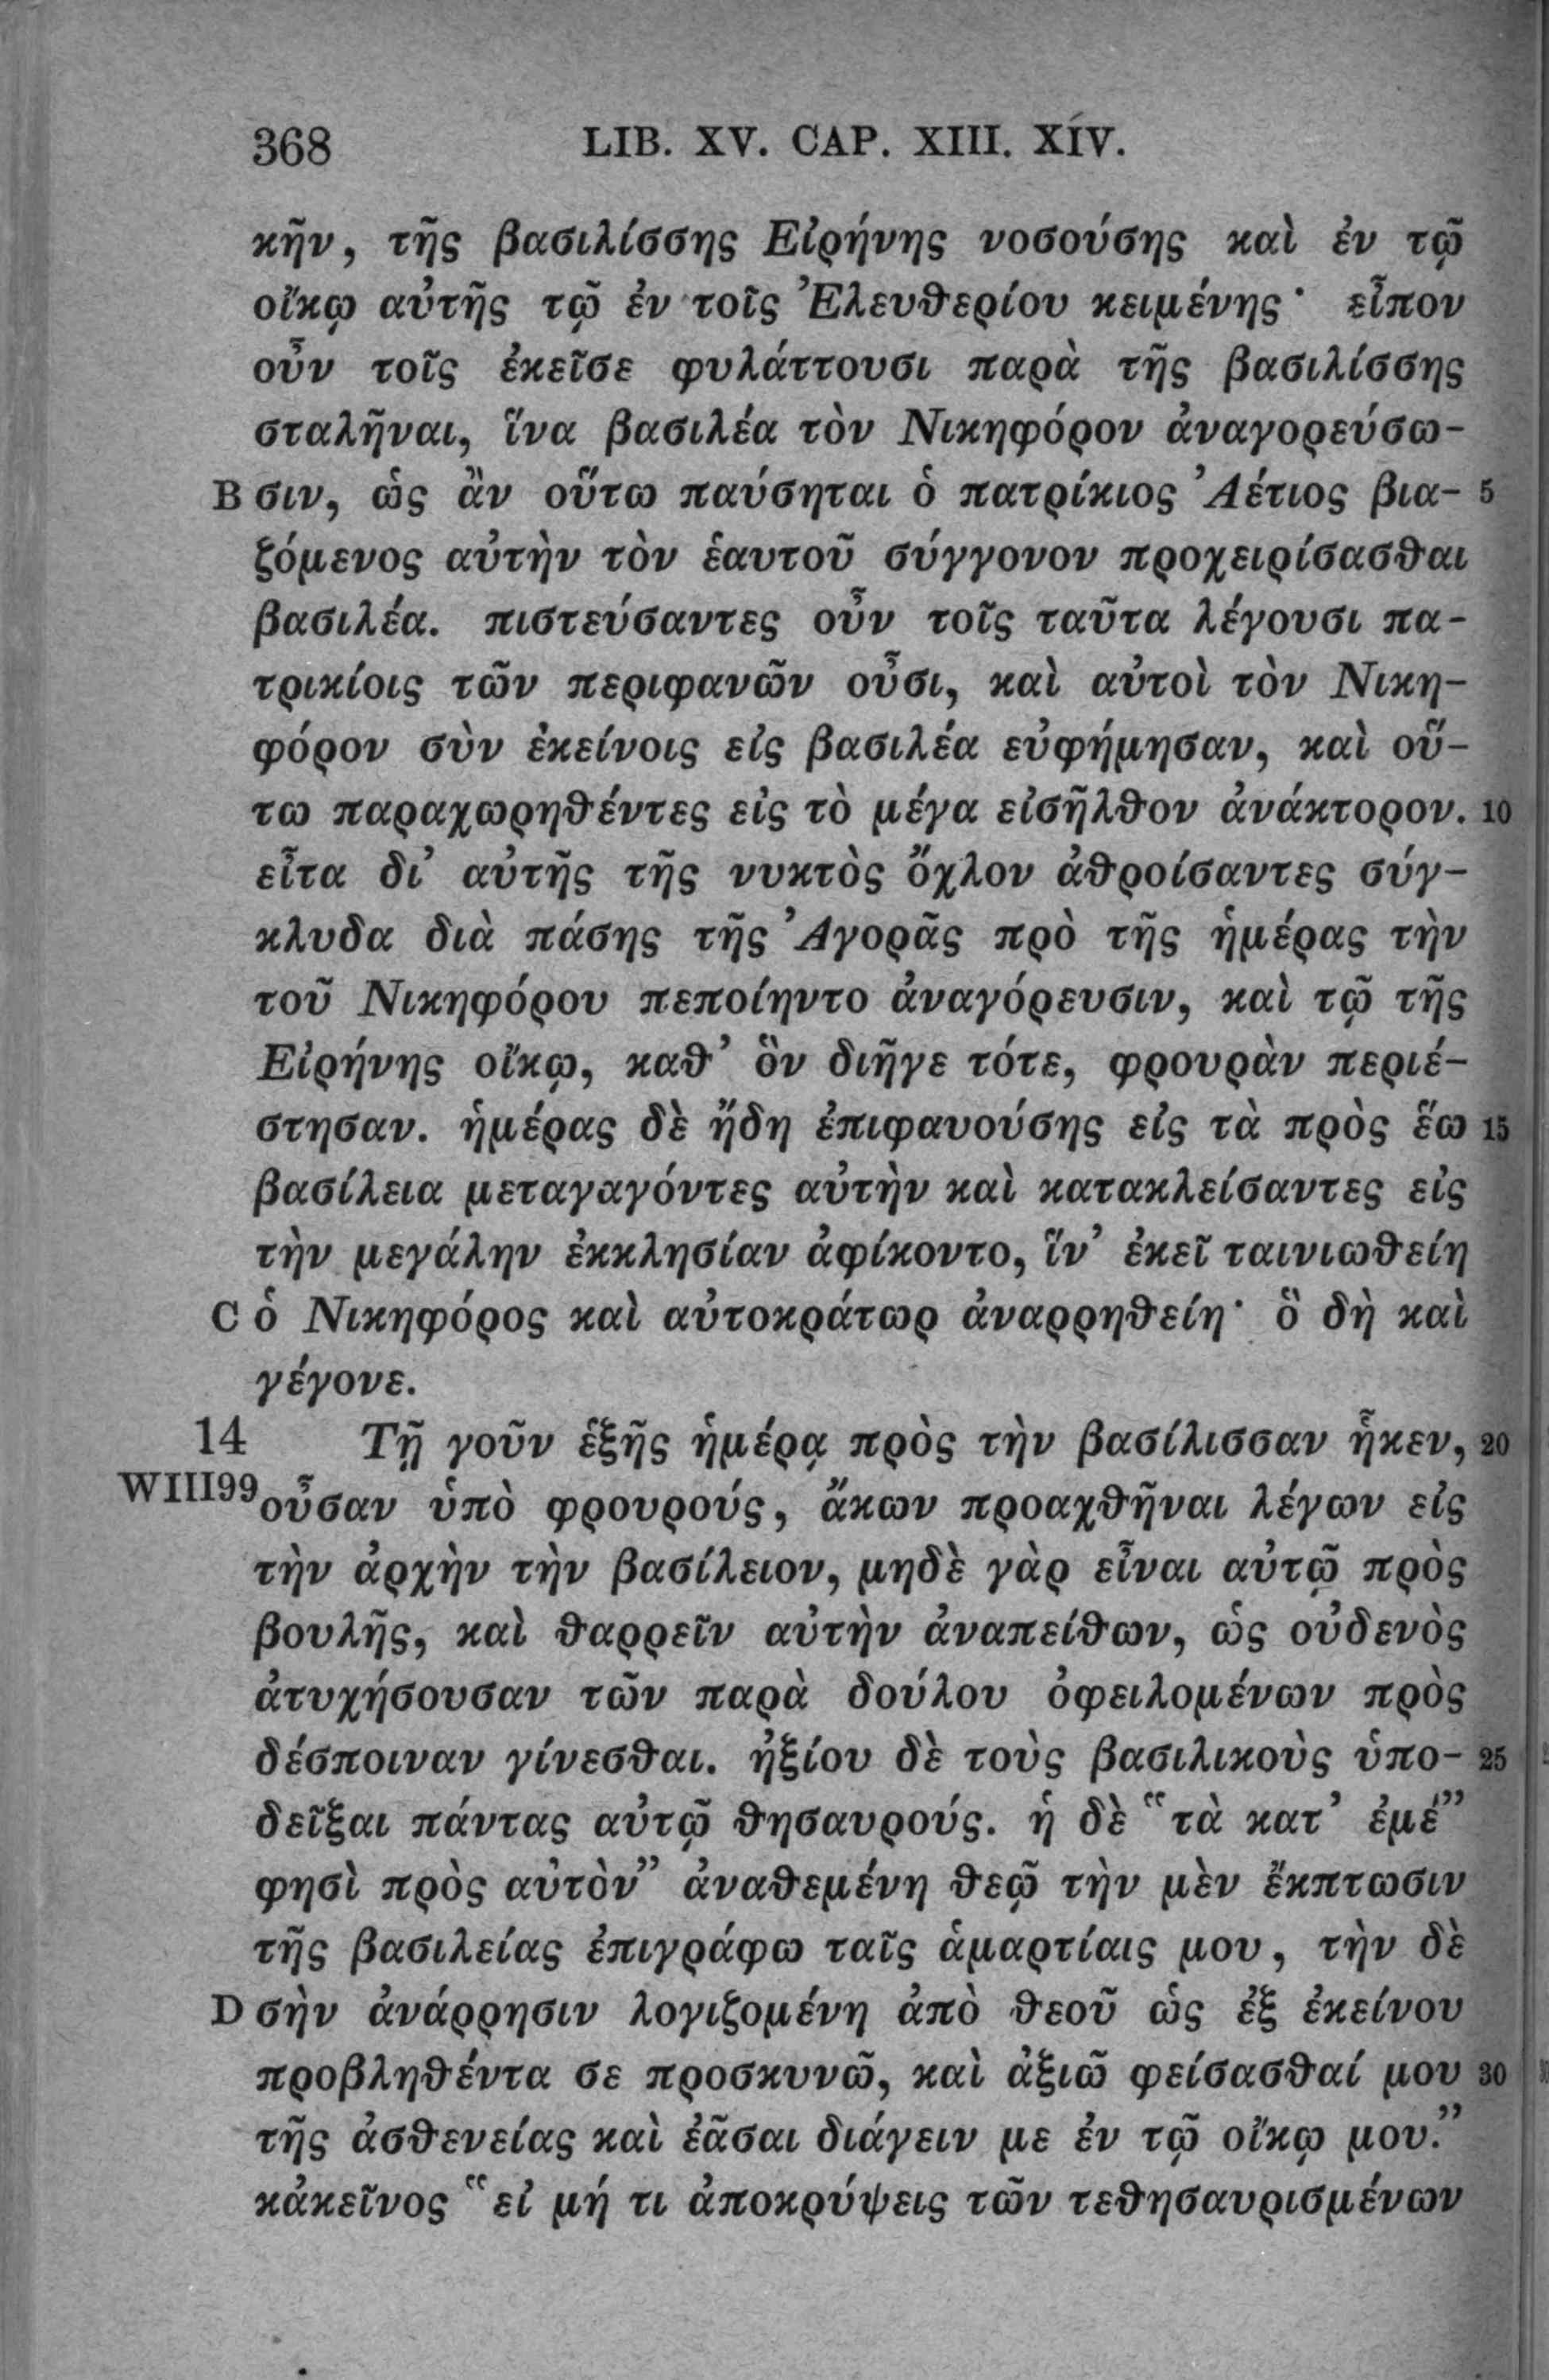 368 LIB. XV. CAP. XIII. XIV.
κῆν, τῆς βασιλίσσης Εἰρήνης νοσούσης καὶ ἐν τῷ
οἴκῳ αὐτῆς τῷ ἐν τοῖς Ἐλευθερίου κειμένης· εἶπον
οὖν τοῖς ἐκεῖσε φυλάττουσι παρὰ τῆς βασιλίσσης
σταλῆναι, ἵνα βασιλέα τὸν Νικηφόρον ἀναγορεύσω-
B σιν, ὡς ἂν οὕτω παύσηται ὁ πατρίκιος Ἀέτιος βια- 5
ζόμενος αὐτὴν τὸν ἑαυτοῦ σύγγονον προχειρίσασθαι
βασιλέα. πιστεύσαντες οὖν τοῖς ταῦτα λέγουσι πα-
τρικίοις τῶν περιφανῶν οὖσι, καὶ αὐτοὶ τὸν Νικη-
φόρον σὺν ἐκείνοις εἰς βασιλέα εὐφήμησαν, καὶ οὕ-
τω παραχωρηθέντες εἰς τὸ μέγα εἰσῆλθον ἀνάκτορον. 10
εἶτα δι’ αὐτῆς τῆς νυκτὸς ὄχλον ἀθροίσαντες σύγ-
κλυδα διὰ πάσης τῆς Ἀγορᾶς πρὸ τῆς ἡμέρας τὴν
τοῦ Νικηφόρου πεποίηντο ἀναγόρευσιν, καὶ τῷ τῆς
Εἰρήνης οἴκῳ, καθ’ ὃν διῆγε τότε, φρουρὰν περιέ-
στησαν. ἡμέρας δὲ ἤδη ἐπιφανούσης εἰς τὰ πρὸς ἕω 15
βασίλεια μεταγαγόντες αὐτὴν καὶ κατακλείσαντες εἰς
τὴν μεγάλην ἐκκλησίαν ἀφίκοντο, ἵν’ ἐκεῖ ταινιωθείη
C ὁ Νικηφόρος καὶ αὐτοκράτωρ ἀναρρηθείη· ὃ δὴ καὶ
γέγονε.
14 Τῇ γοῦν ἑξῆς ἡμέρᾳ πρὸς τὴν βασίλισσαν ἧκεν, 20
WIII99 οὖσαν ὑπὸ φρουρούς, ἄκων προαχθῆναι λέγων εἰς
τὴν ἀρχὴν τὴν βασίλειον, μηδὲ γὰρ εἶναι αὐτῷ πρὸς
βουλῆς, καὶ θαρρεῖν αὐτὴν ἀναπείθων, ὡς οὐδενὸς
ἀτυχήσουσαν τῶν παρὰ δούλου ὀφειλομένων πρὸς
δέσποιναν γίνεσθαι. ἠξίου δὲ τοὺς βασιλικοὺς ὑπο- 25
δεῖξαι πάντας αὐτῷ θησαυρούς. ἡ δὲ “τὰ κατ’ ἐμέ”
φησὶ πρὸς αὐτὸν” ἀναθεμένη θεῷ τὴν μὲν ἔκπτωσιν
τῆς βασιλείας ἐπιγράφω ταῖς ἁμαρτίαις μου, τὴν δὲ
D σὴν ἀνάρρησιν λογιζομένη ἀπὸ θεοῦ ὡς ἐξ ἐκείνου
προβληθέντα σε προσκυνῶ, καὶ ἀξιῶ φείσασθαί μου 30
τῆς ἀσθενείας καὶ ἐᾶσαι διάγειν με ἐν τῷ οἴκῳ μου.”
κἀκεῖνος “εἰ μή τι ἀποκρύψεις τῶν τεθησαυρισμένων